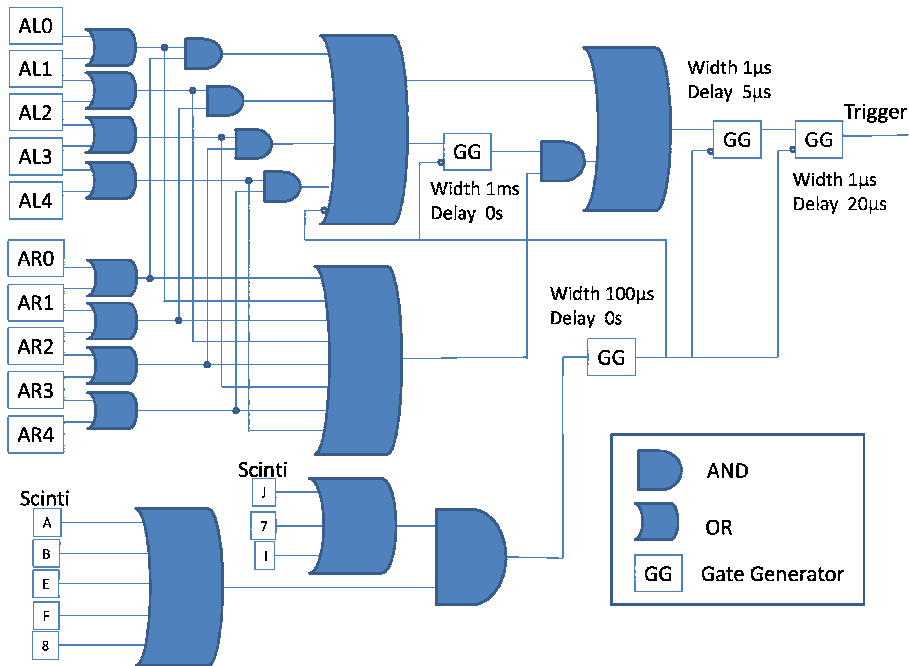 AL0
AL1
AL2
AL3
AL4
AR0
AR1
AR2
AR3
AR4
GG
Width 1ms
Delay 0s
Width 1µs
Delay 5µs
GG
Trigger
GG
Width 1µs
Delay 20µs
Width 100µs
Delay 0s
GG
Scinti
J
7
I
Scinti
A
B
E
F
8
AND
OR
GG Gate Generator